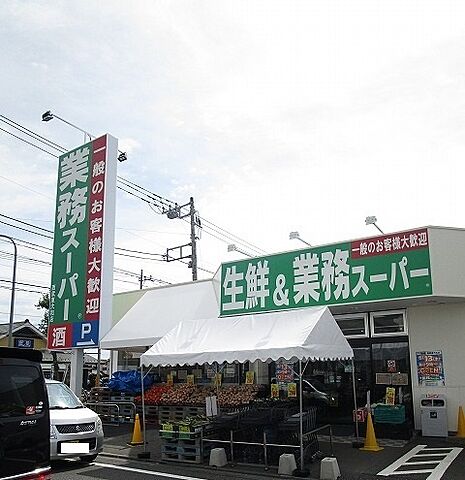 一般のお客様大歓迎
業務スーパー
酒 P
一般のお客様大歓迎
生鮮&業務スーパー